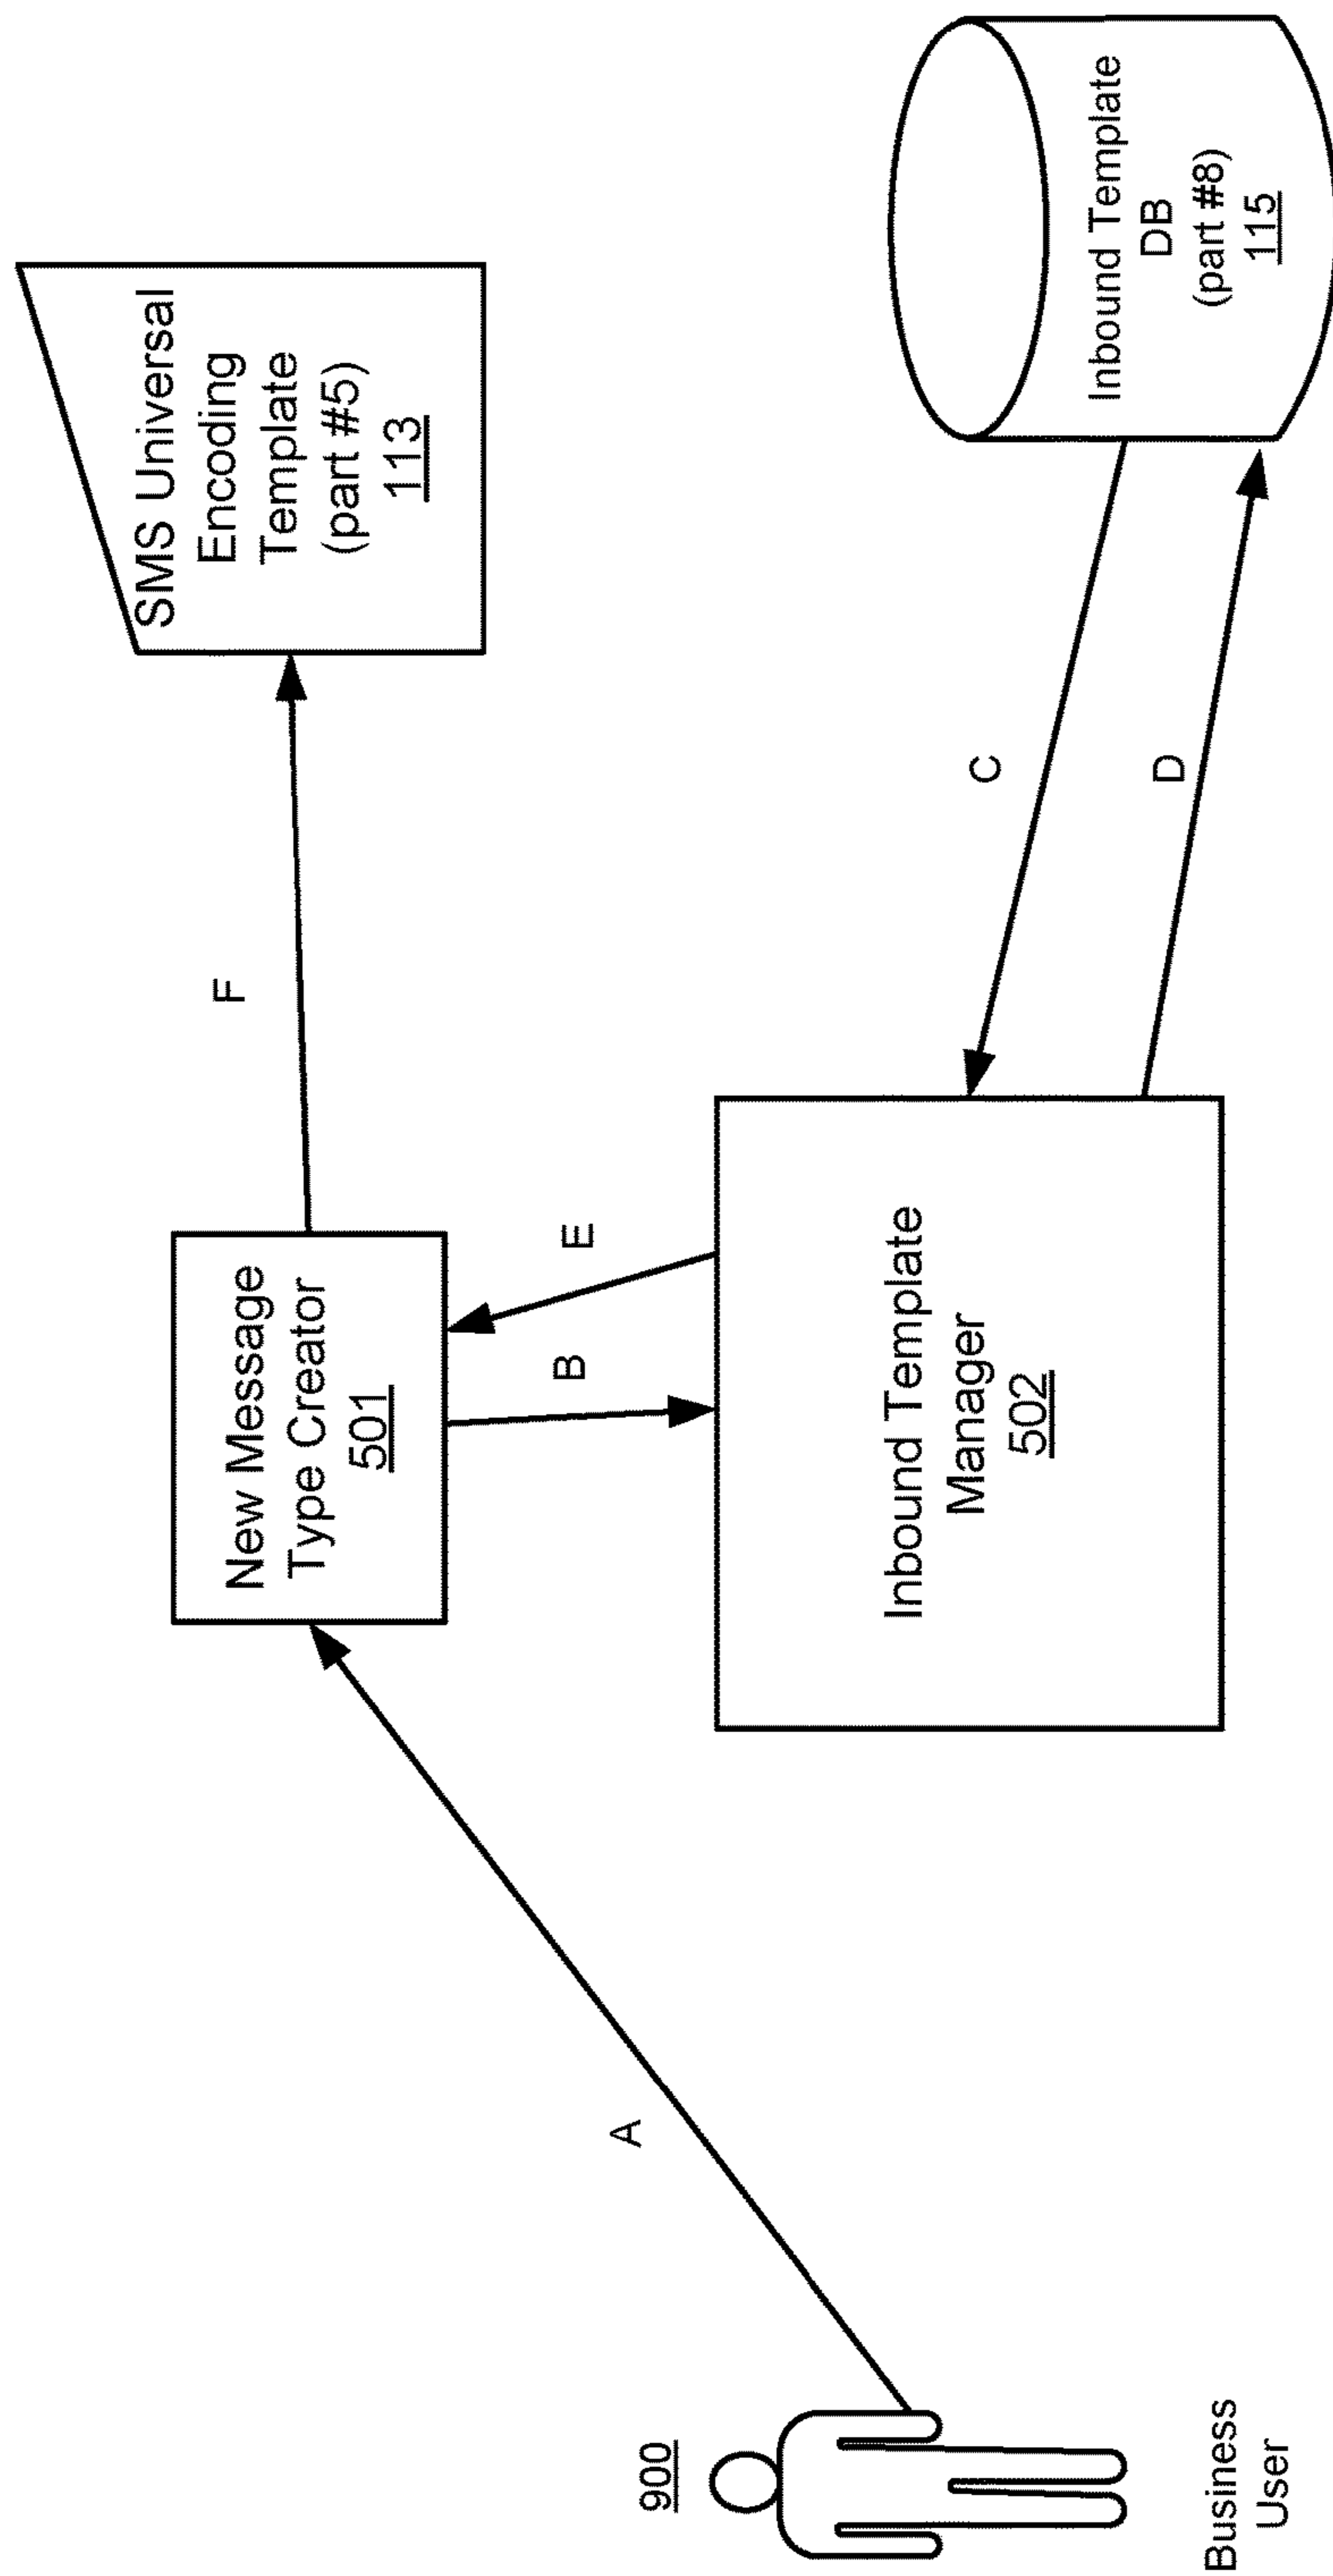 SMS Universal
Encoding
Template
(part #5)
113
F
New Message
Type Creator
501
A
B
E
C
D
Inbound Template
DB
(part #8)
115
Inbound Template
Manager
502
900
Business
User